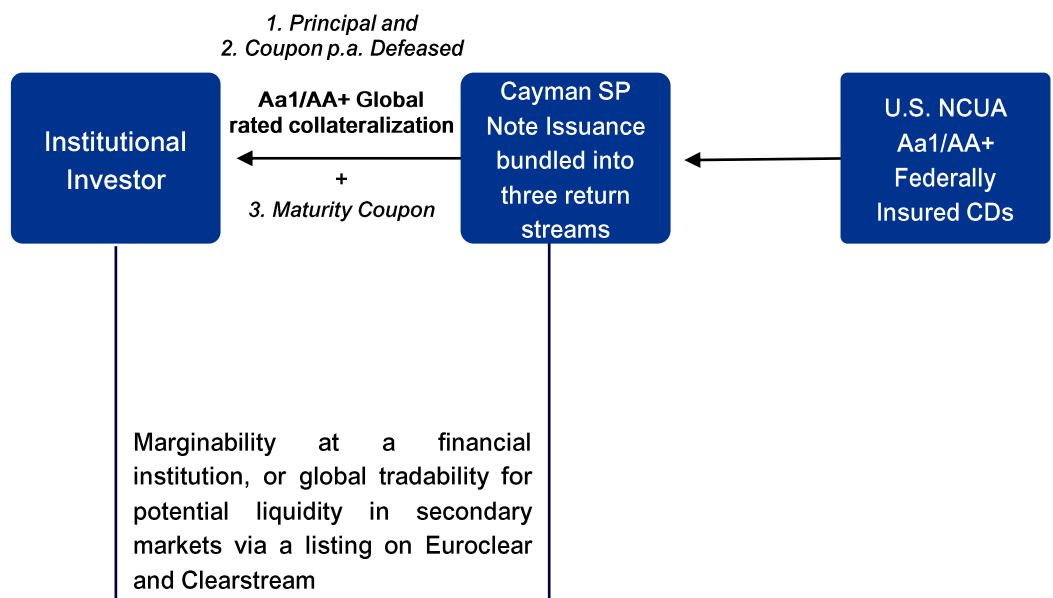 1. Principal and
2. Coupon p.a. Defeased
Institutional
Investor
Aa1/AA+ Global
rated collateralization
+
3. Maturity Coupon
Cayman SP
Note Issuance
bundled into
three return
streams
U.S. NCUA
Aa1/AA+
Federally
Insured CDs
Marginability at a financial
institution, or global tradability for
potential liquidity in secondary
markets via a listing on Euroclear
and Clearstream